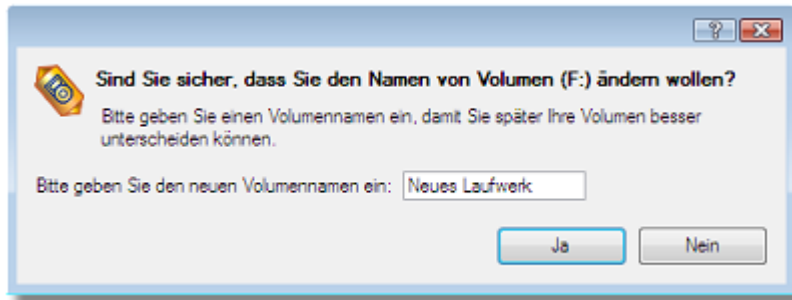 Sind Sie sicher, dass Sie den Namen von Volumen (F:) ändern wollen?
Bitte geben Sie einen Volumennamen ein, damit Sie später Ihre Volumen besser
unterscheiden können.
Bitte geben Sie den neuen Volumennamen ein: Neues Laufwerk
Ja Nein